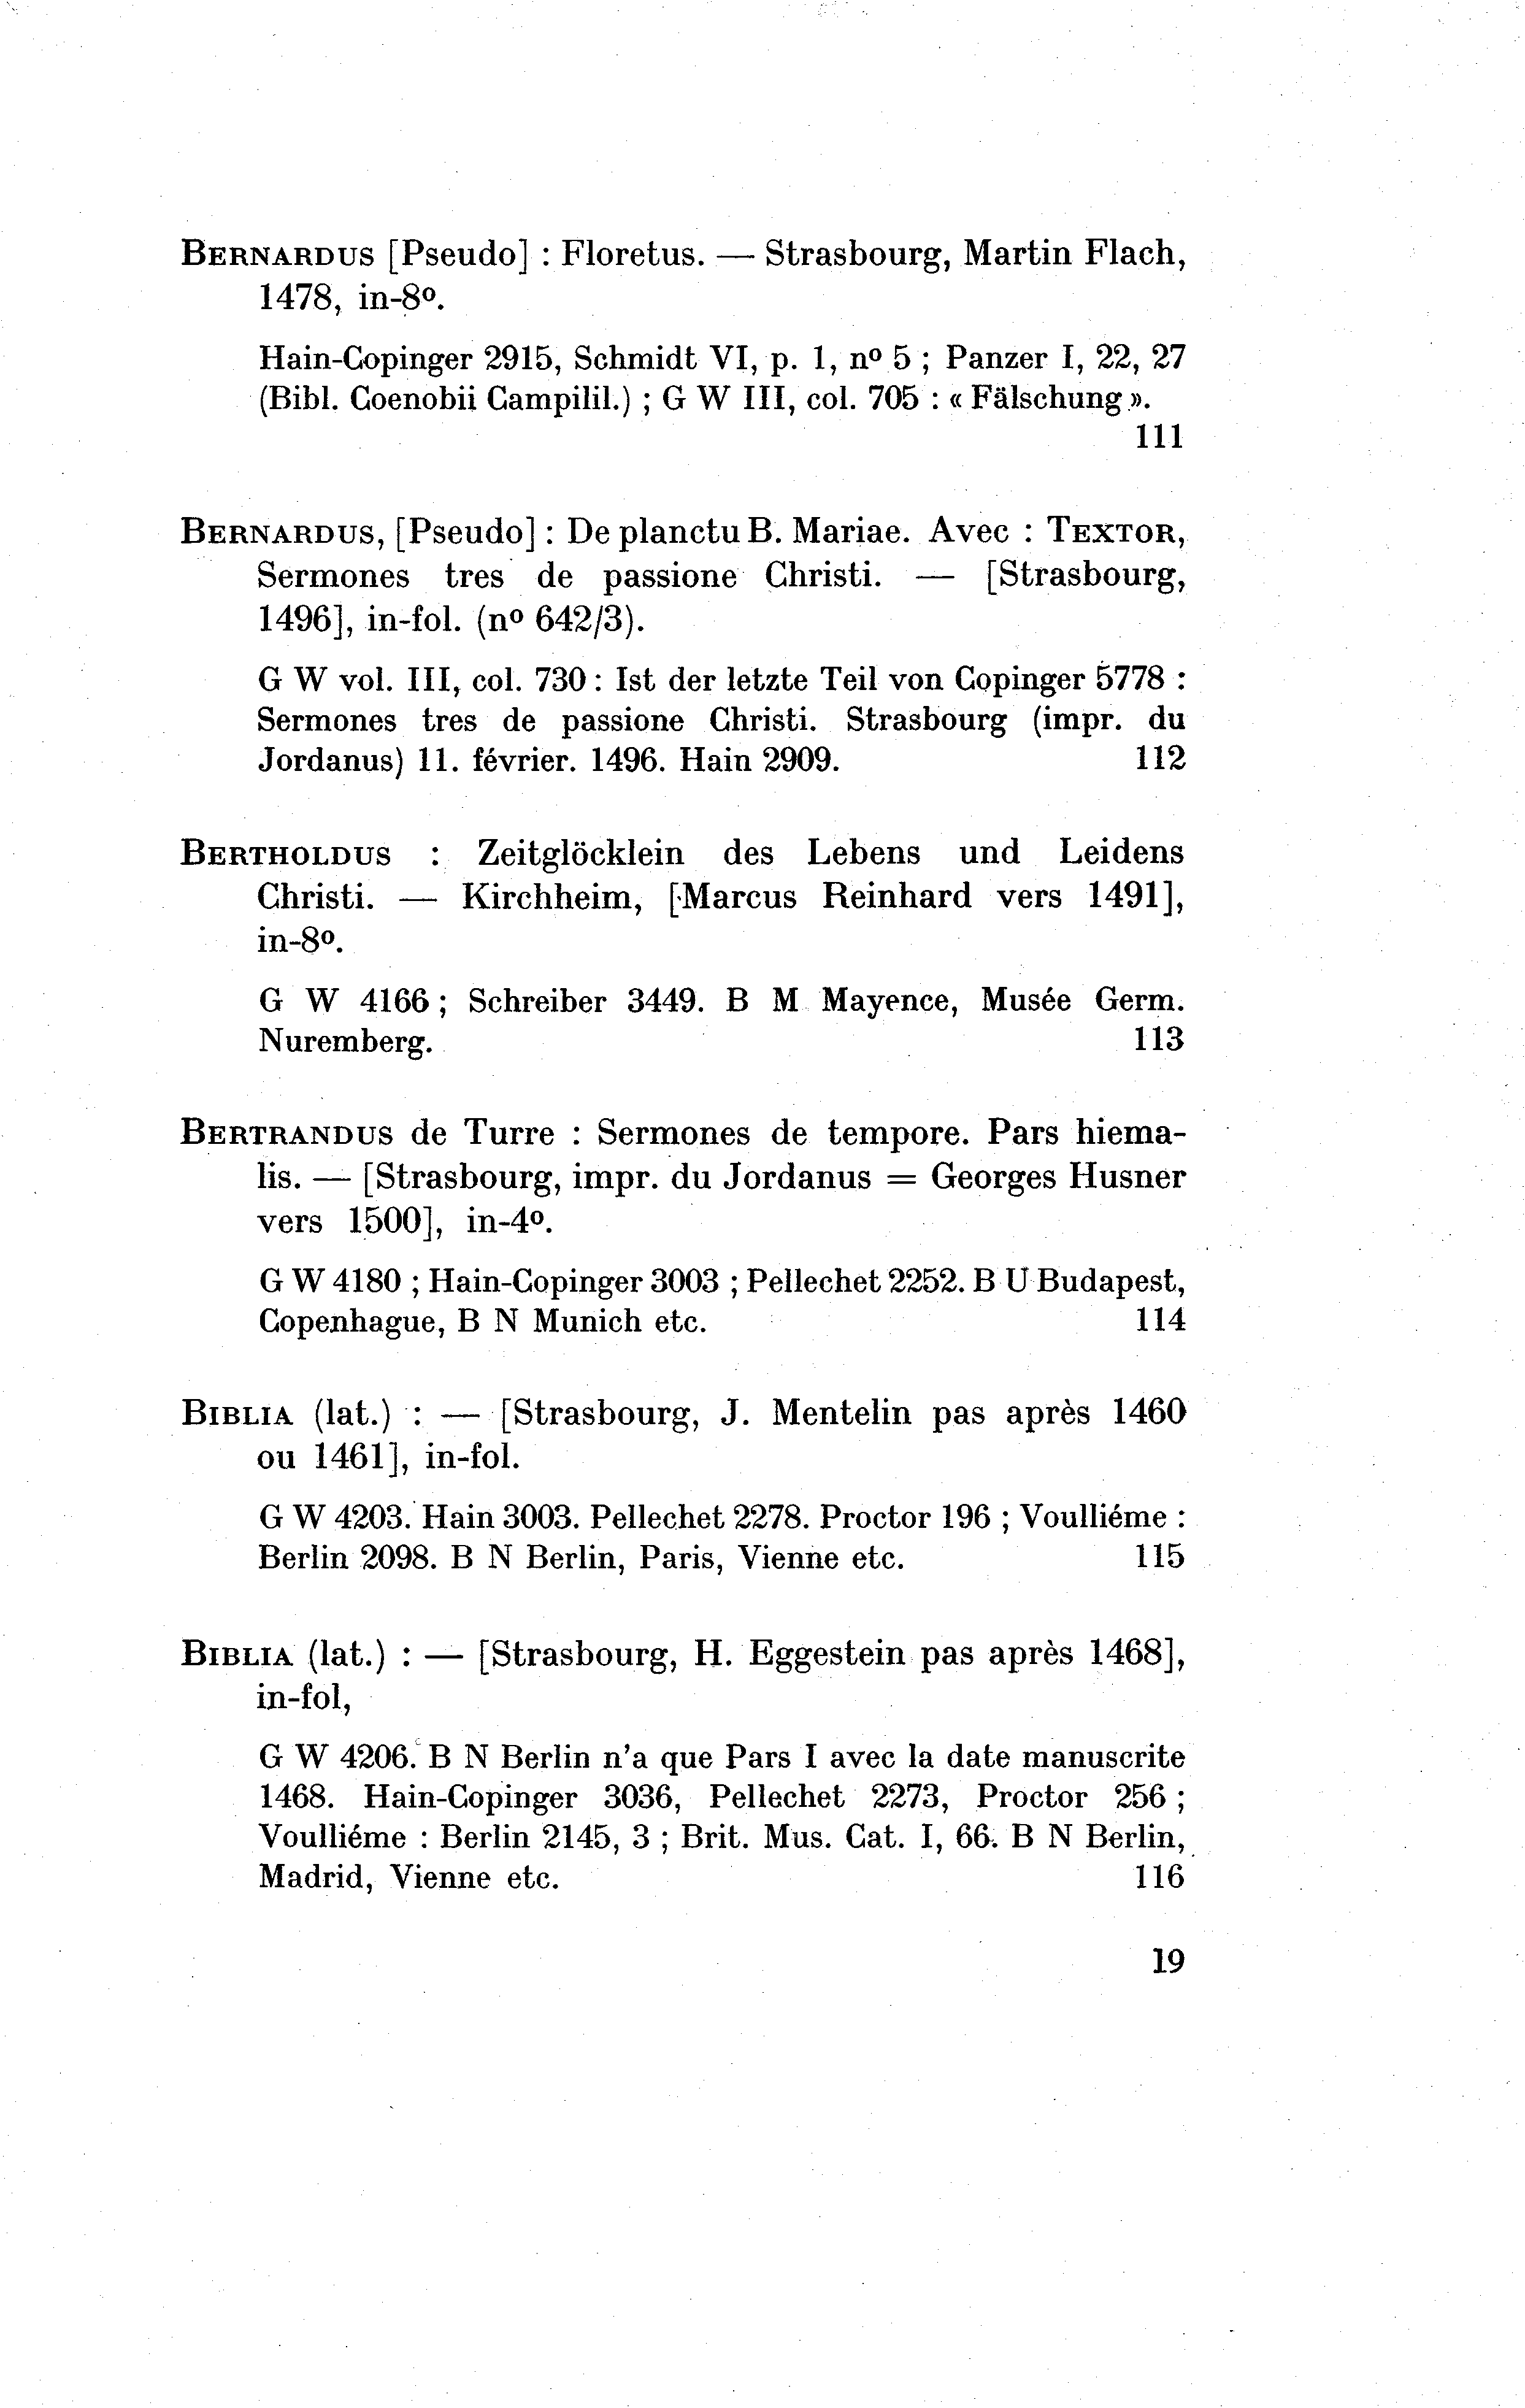 BERNARDUS [Pseudo] : Floretus. — Strasbourg, Martin Flach,
1478, in-8º.
Hain-Copinger 2915, Schmidt VI, p. 1, nº 5 ; Panzer I, 22, 27
(Bibl. Coenobii Campilil.) ; G W III, col. 705 : « Fälschung ».
111
BERNARDUS, [Pseudo] : De planctu B. Mariae. Avec : TEXTOR,
Sermones tres de passione Christi. — [Strasbourg,
1496], in-fol. (nº 642/3).
G W vol. III, col. 730 : Ist der letzte Teil von Copinger 5778 :
Sermones tres de passione Christi. Strasbourg (impr. du
Jordanus) 11. février. 1496. Hain 2909. 112
BERTHOLDUS : Zeitglöcklein des Lebens und Leidens
Christi. — Kirchheim, [Marcus Reinhard vers 1491],
in-8º.
G W 4166 ; Schreiber 3449. B M Mayence, Musée Germ.
Nuremberg. 113
BERTRANDUS de Turre : Sermones de tempore. Pars hiema-
lis. — [Strasbourg, impr. du Jordanus = Georges Husner
vers 1500], in-4º.
G W 4180 ; Hain-Copinger 3003 ; Pellechet 2252. B U Budapest,
Copenhague, B N Munich etc. 114
BIBLIA (lat.) : — [Strasbourg, J. Mentelin pas après 1460
ou 1461], in-fol.
G W 4203. Hain 3003. Pellechet 2278. Proctor 196 ; Voulliéme :
Berlin 2098. B N Berlin, Paris, Vienne etc. 115
BIBLIA (lat.) : — [Strasbourg, H. Eggestein pas après 1468],
in-fol,
G W 4206. B N Berlin n'a que Pars I avec la date manuscrite
1468. Hain-Copinger 3036, Pellechet 2273, Proctor 256 ;
Voulliéme : Berlin 2145, 3 ; Brit. Mus. Cat. I, 66. B N Berlin,
Madrid, Vienne etc. 116
19